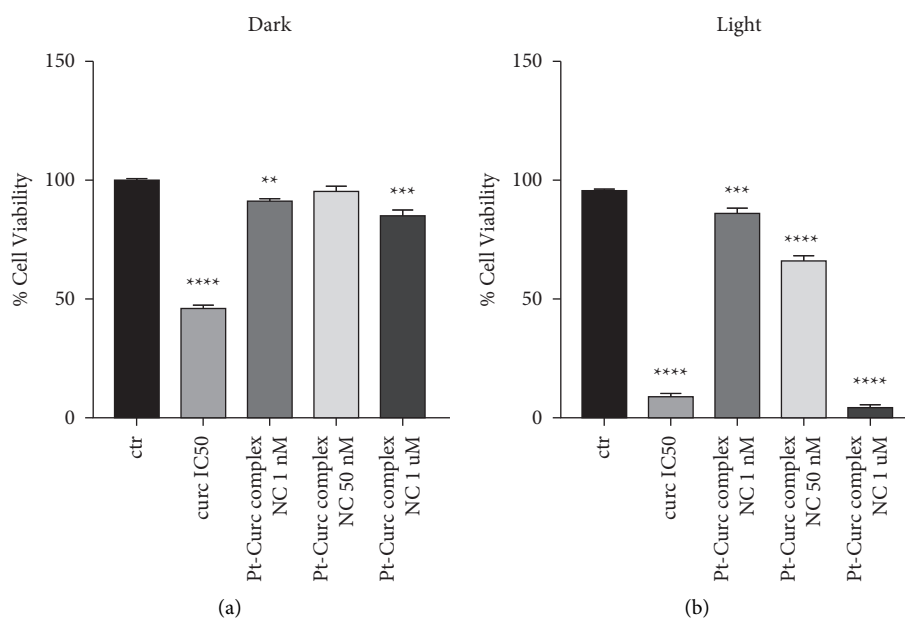 Dark
150
100
50
0
% Cell Viability
****
**
***
ctr
curc IC50
Pt-Curc complex
NC 1 nM
Pt-Curc complex
NC 50 nM
Pt-Curc complex
NC 1 uM
(a)
Light
150
100
50
0
% Cell Viability
****
***
****
****
ctr
curc IC50
Pt-Curc complex
NC 1 nM
Pt-Curc complex
NC 50 nM
Pt-Curc complex
NC 1 uM
(b)